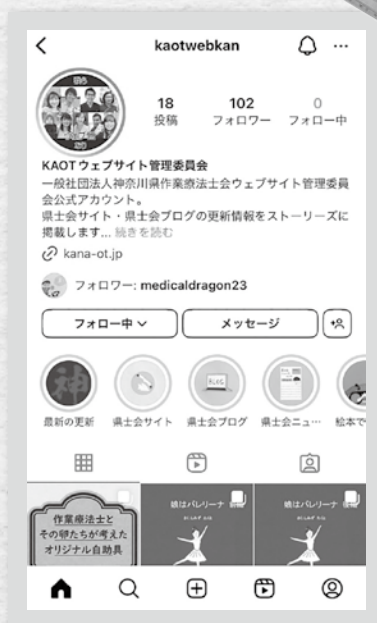 kaotwebkan
18 102 0
投稿 フォロワー フォロー中
KAOTウェブサイト管理委員会
一般社団法人神奈川県作業療法士会ウェブサイト管理委員
会公式アカウント。
県士会サイト・県士会ブログの更新情報をストーリーズに
掲載します... 続きを読む
kana-ot.jp
フォロワー: medicaldragon23
フォロー中 メッセージ
神
BLOG
最新の更新 県士会サイト 県士会ブログ 県士会ニュ… 絵本で
作業療法士と
その卵たちが考えた
オリジナル自助具
娘はバレリーナ
娘はバレリーナ